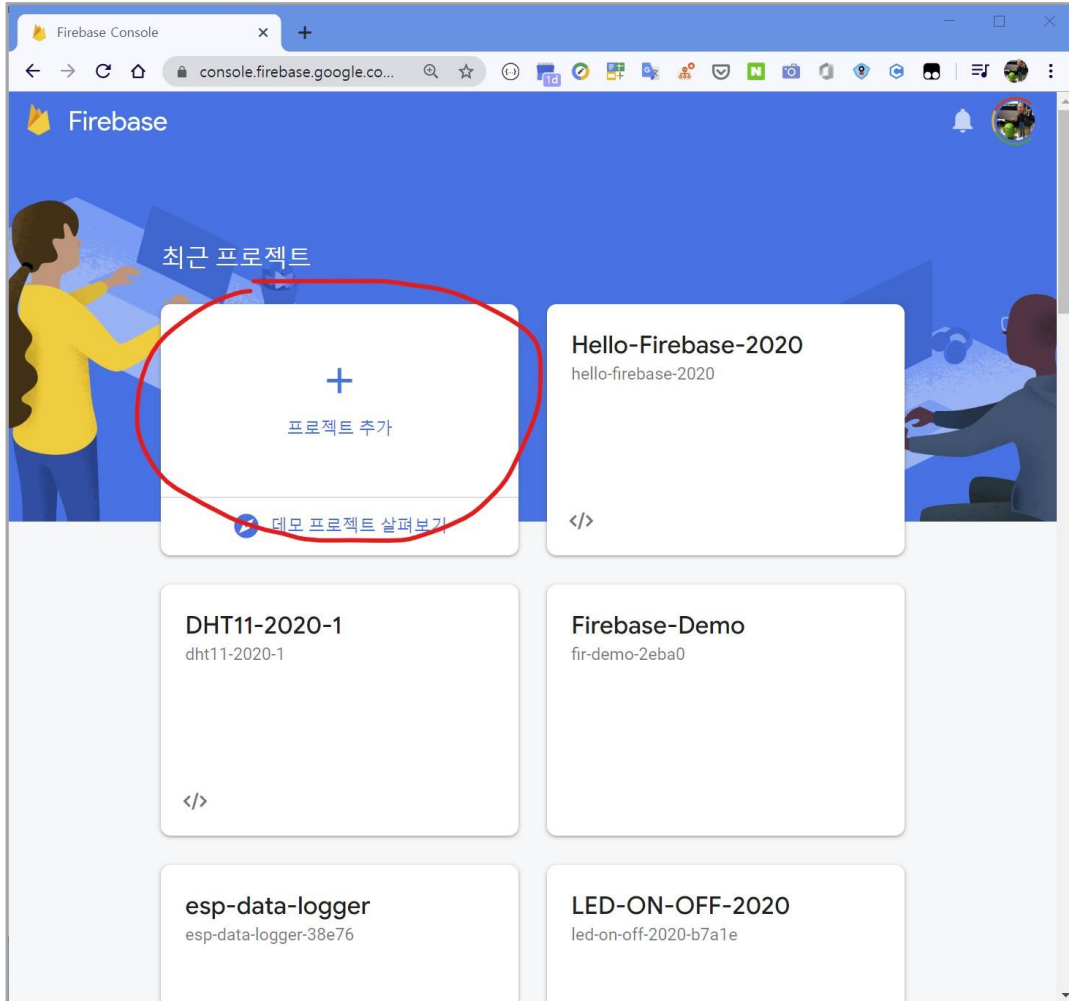 Firebase Console
console.firebase.google.co...
1d
Firebase
최근 프로젝트
프로젝트 추가
데모 프로젝트 살펴보기
Hello-Firebase-2020
hello-firebase-2020
</>
DHT11-2020-1
dht11-2020-1
</>
Firebase-Demo
fir-demo-2eba0
esp-data-logger
esp-data-logger-38e76
LED-ON-OFF-2020
led-on-off-2020-b7a1e